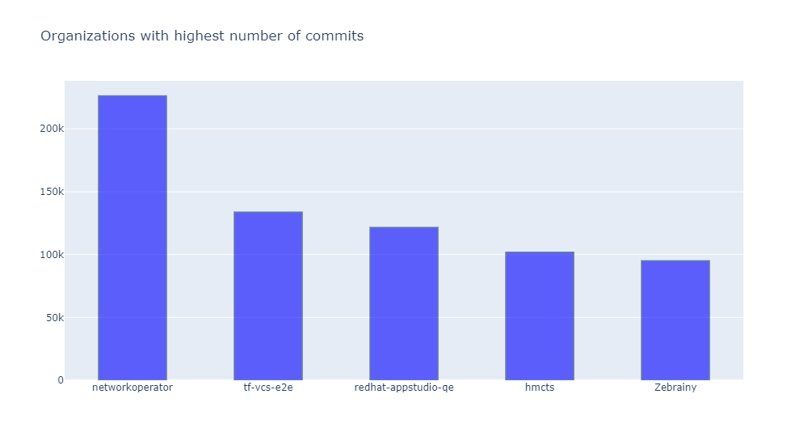 Organizations with highest number of commits
200k
150k
100k
50k
0
networkoperator tf-vcs-e2e redhat-appstudio-qe hmcts Zebrainy